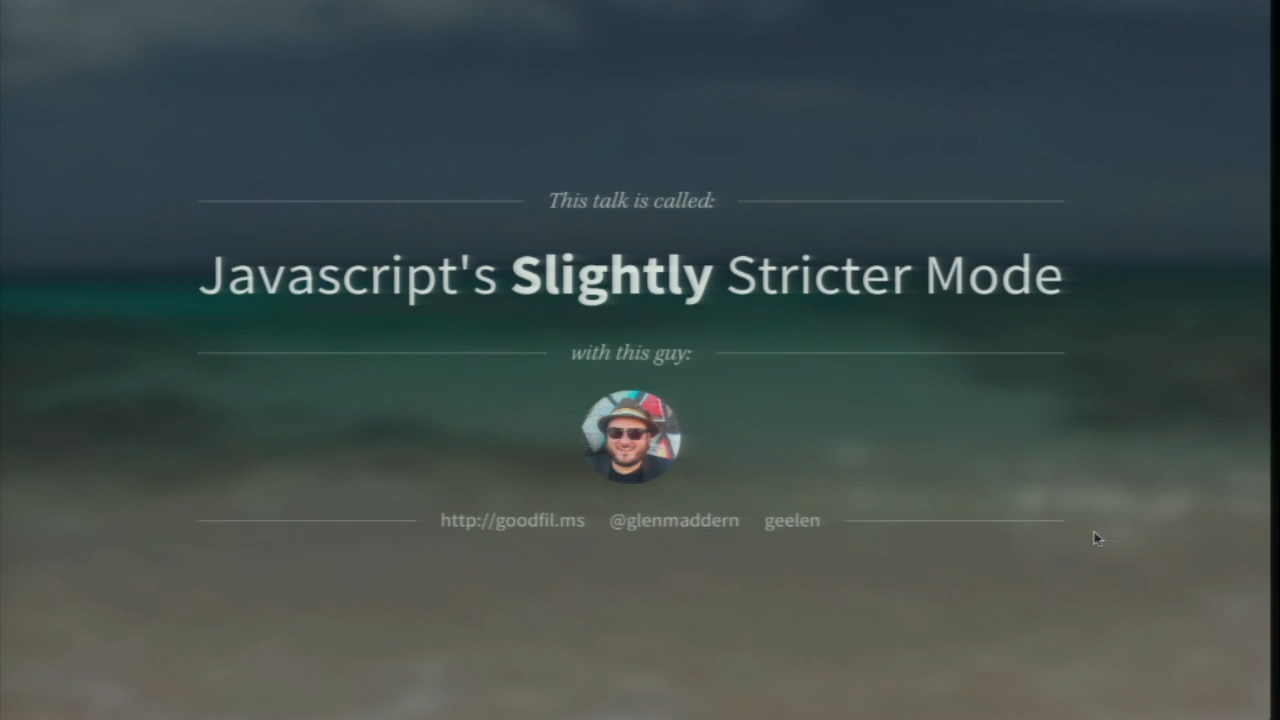 This talk is called:
Javascript's Slightly Stricter Mode
with this guy:
http://goodfil.ms @glenmaddern geelen